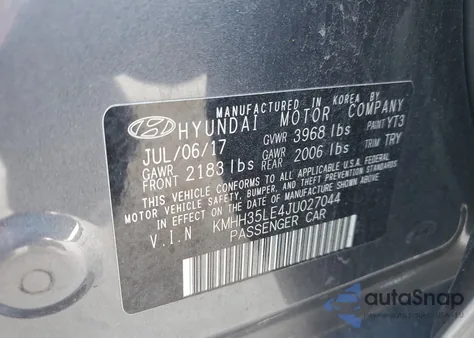 MANUFACTURED IN KOREA BY
HYUNDAI MOTOR COMPANY
JUL/06/17 GVWR 3968 lbs PAINT YT3
GAWR FRONT 2183 lbs GAWR REAR 2006 lbs TRIM TRY
THIS VEHICLE CONFORMS TO ALL APPLICABLE U.S.A. FEDERAL
MOTOR VEHICLE SAFETY, BUMPER, AND THEFT PREVENTION STANDARDS
IN EFFECT ON THE DATE OF MANUFACTURE SHOWN ABOVE.
V.I.N KMHH35LE4JU027044
PASSENGER CAR
autoSnap